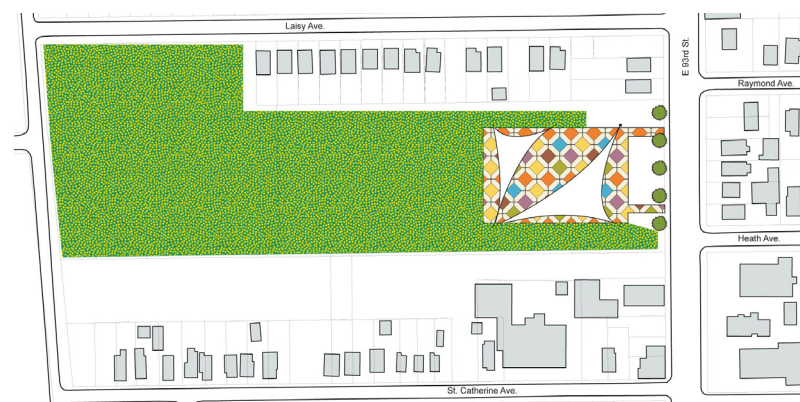 Laisy Ave.
E 93rd St.
Raymond Ave.
Heath Ave.
St. Catherine Ave.